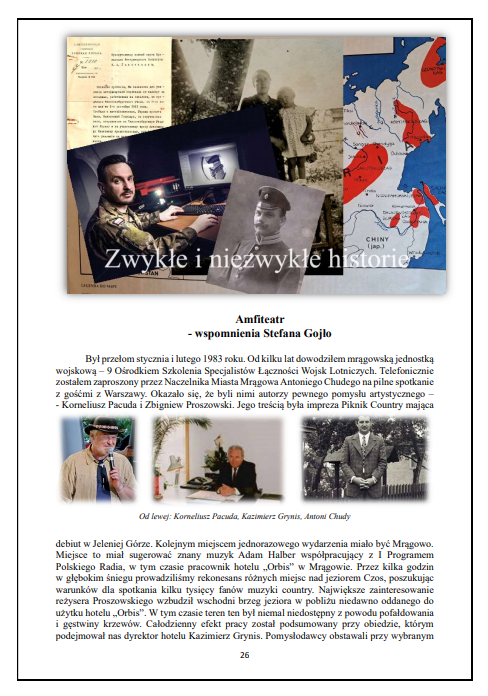 Zwykłe i niezwykłe historie
CHINY
(jap.)
Amfiteatr
- wspomnienia Stefana Gojło
Był przełom stycznia i lutego 1983 roku. Od kilku lat dowodziłem mrągowską jednostką
wojskową – 9 Ośrodkiem Szkolenia Specjalistów Łączności Wojsk Lotniczych. Telefonicznie
zostałem zaproszony przez Naczelnika Miasta Mrągowa Antoniego Chudego na pilne spotkanie
z gośćmi z Warszawy. Okazało się, że byli nimi autorzy pewnego pomysłu artystycznego –
- Korneliusz Pacuda i Zbigniew Proszowski. Jego treścią była impreza Piknik Country mająca
Od lewej: Korneliusz Pacuda, Kazimierz Grynis, Antoni Chudy
debiut w Jeleniej Górze. Kolejnym miejscem jednorazowego wydarzenia miało być Mrągowo.
Miejsce to miał sugerować znany muzyk Adam Halber współpracujący z I Programem
Polskiego Radia, w tym czasie pracownik hotelu „Orbis” w Mrągowie. Przez kilka godzin
w głębokim śniegu prowadziliśmy rekonesans różnych miejsc nad jeziorem Czos, poszukując
warunków dla spotkania kilku tysięcy fanów muzyki country. Największe zainteresowanie
reżysera Proszowskiego wzbudził wschodni brzeg jeziora w pobliżu niedawno oddanego do
użytku hotelu „Orbis”. W tym czasie teren ten był niemal niedostępny z powodu pofałdowania
i gęstwiny krzewów. Całodzienny efekt pracy został podsumowany przy obiedzie, którym
podejmował nas dyrektor hotelu Kazimierz Grynis. Pomysłodawcy obstawali przy wybranym
26